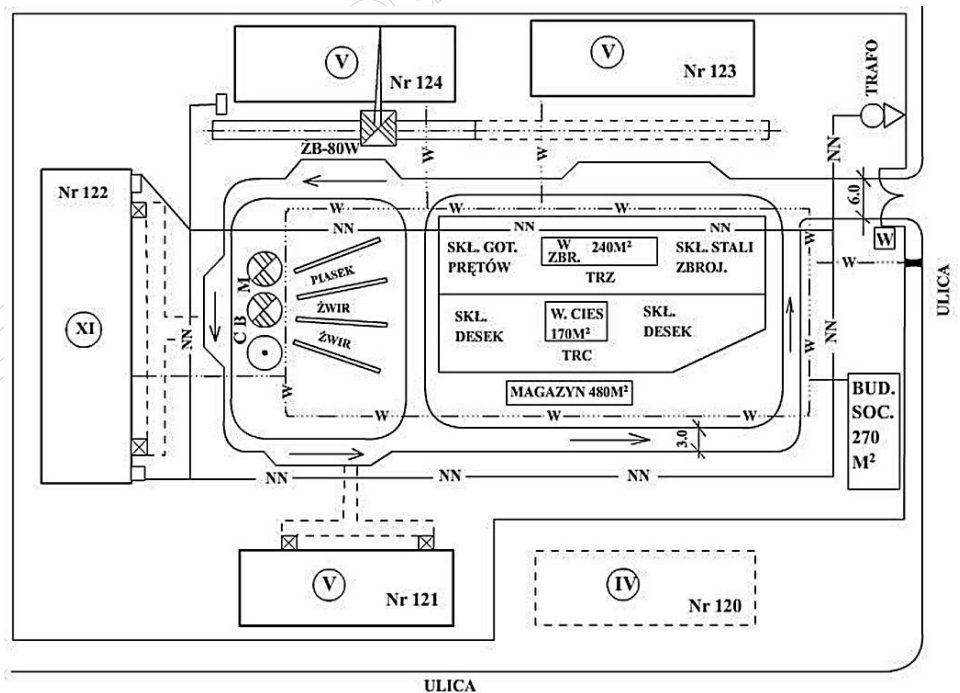 V
Nr 124
V
Nr 123
TRAFO
ŻB-80W
W
W
NN
6.0
Nr 122
W
W
W
NN
NN
NN
W
W
SKŁ. GOT.
PRĘTÓW
W
ZBR. 240M²
SKŁ. STALI
ZBROJ.
TRZ
M
PIASEK
ŻWIR
ŻWIR
C B
XI
NN
SKŁ.
DESEK
W. CIES
170M²
SKŁ.
DESEK
TRC
W
NN
ULICA
MAGAZYN 480M²
W
W
W
W
W
BUD.
SOC.
270
M²
3.0
NN
NN
NN
V
Nr 121
IV
Nr 120
ULICA